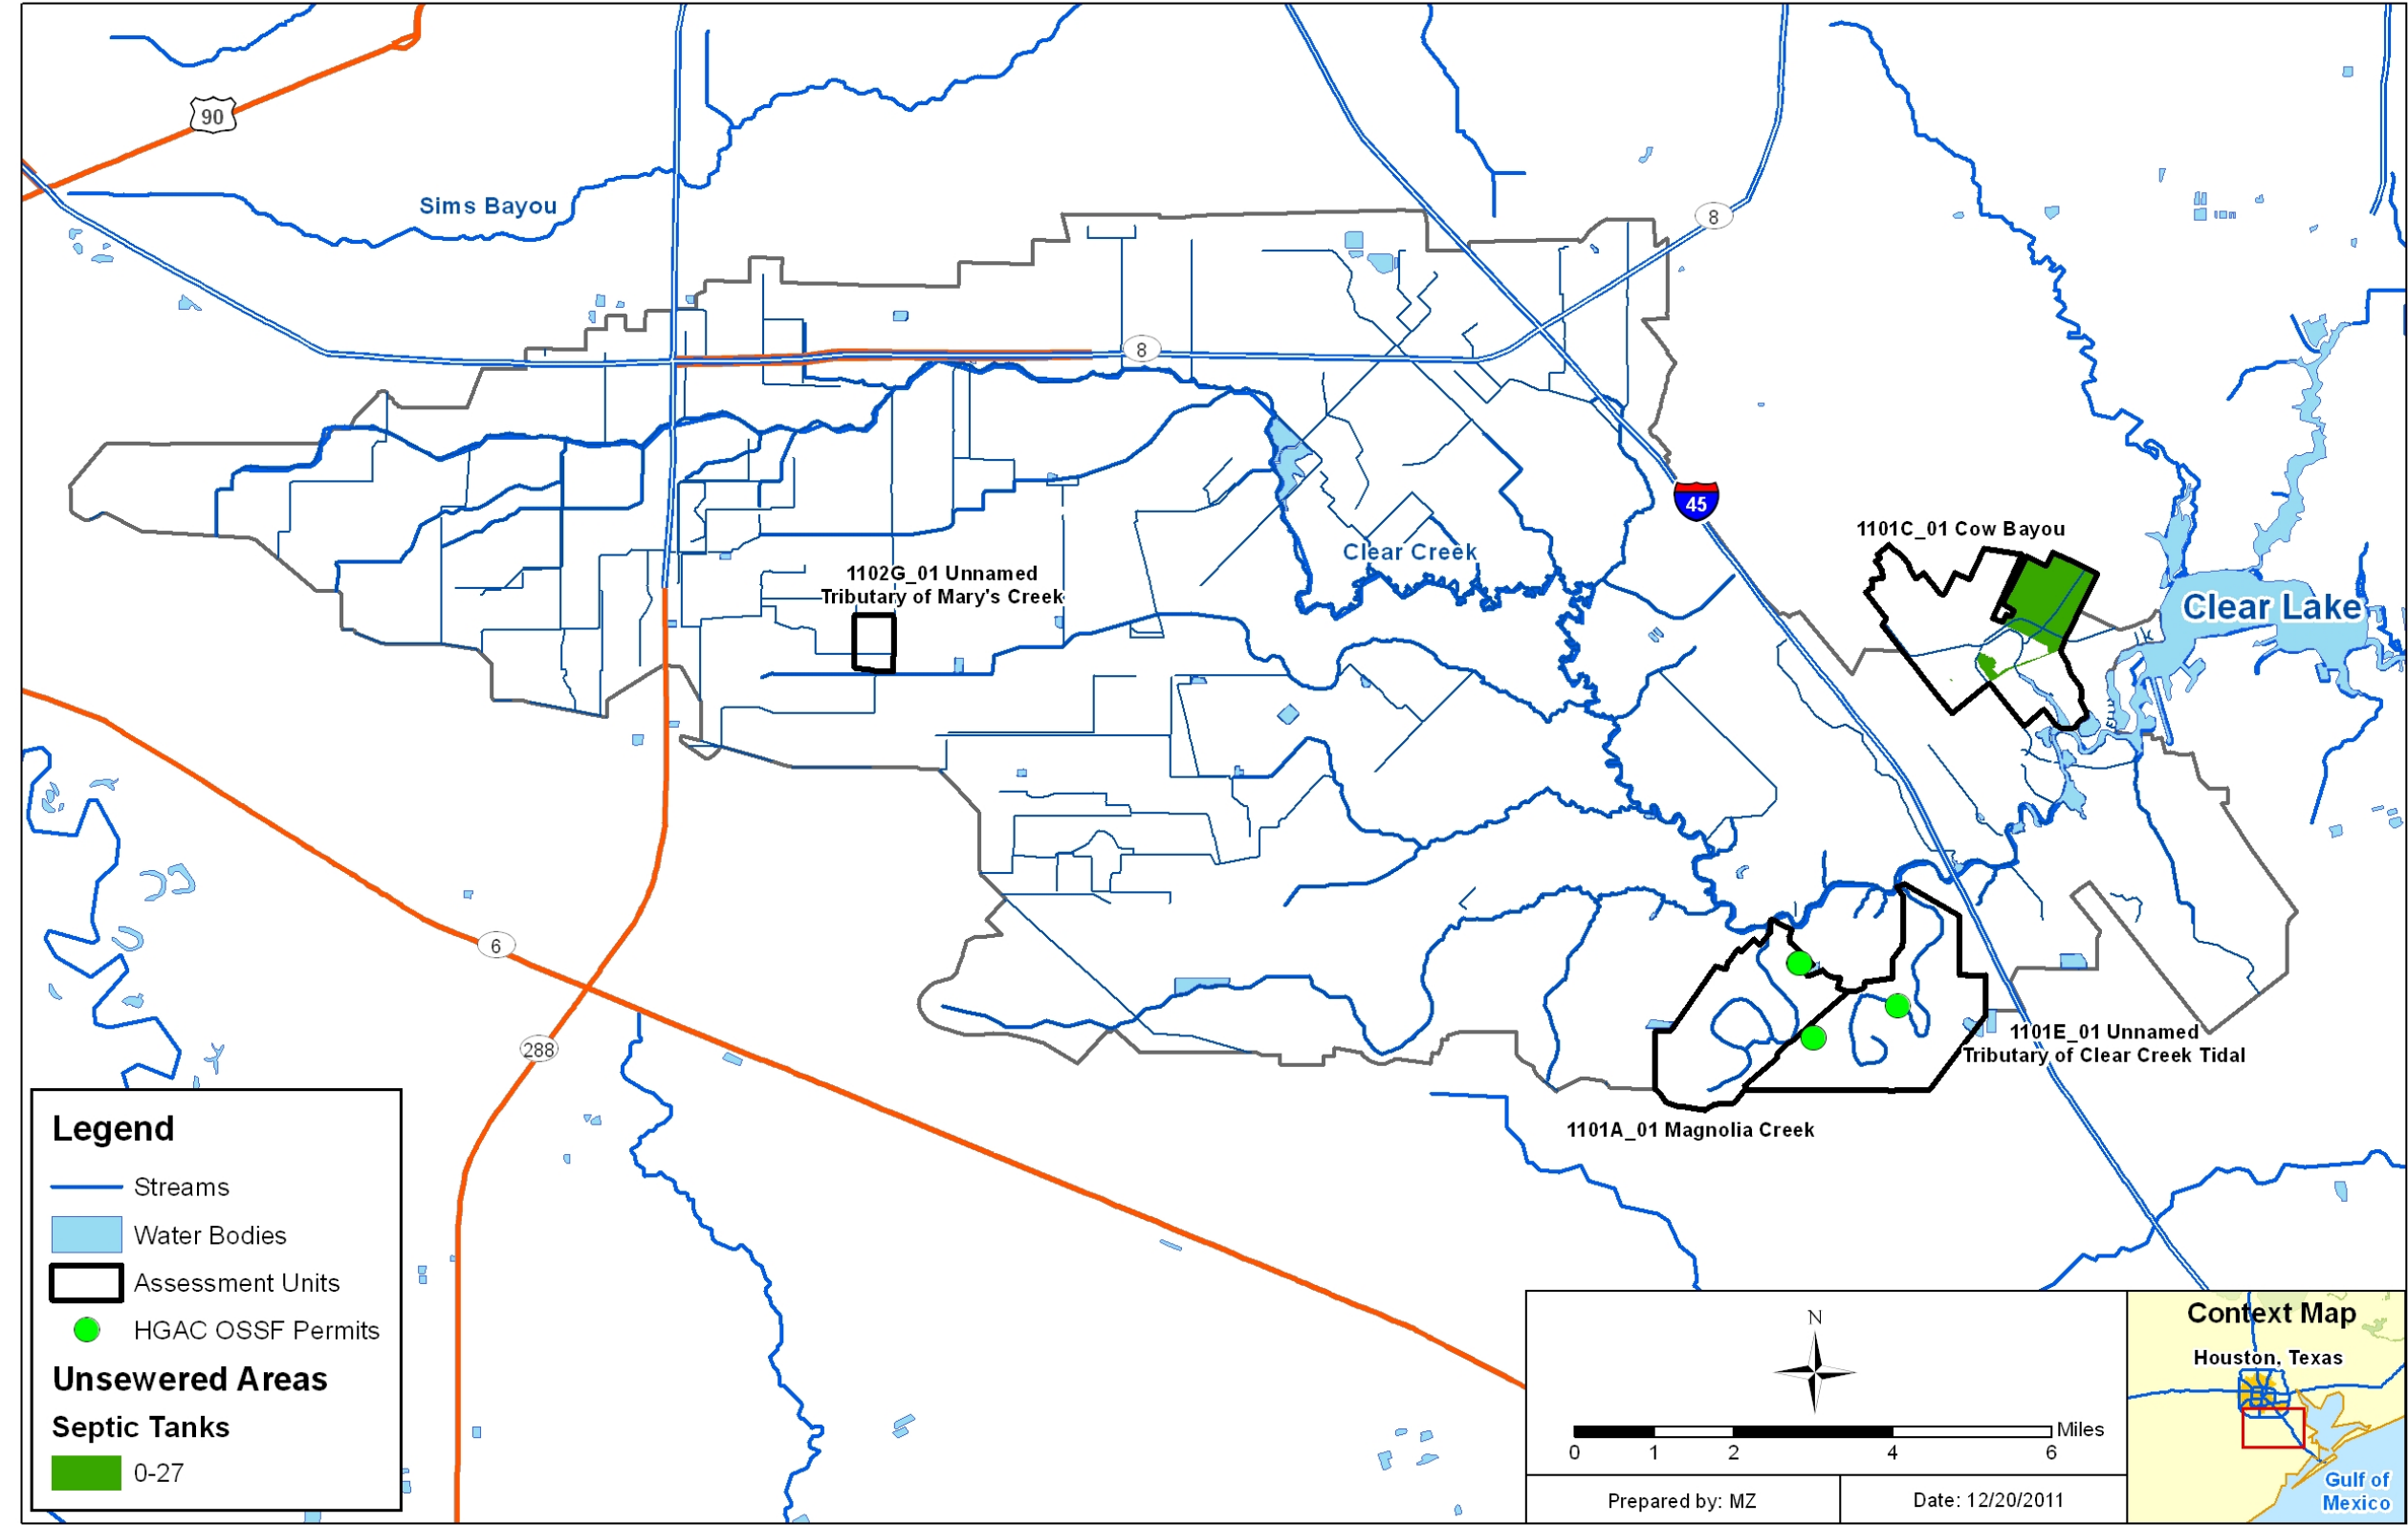 90
Sims Bayou
8
8
45
1101C_01 Cow Bayou
Clear Creek
1102G_01 Unnamed
Tributary of Mary's Creek
Clear Lake
6
288
1101E_01 Unnamed
Tributary of Clear Creek Tidal
1101A_01 Magnolia Creek
Legend
Streams
Water Bodies
Assessment Units
HGAC OSSF Permits
Unsewered Areas
Septic Tanks
0-27
N
Miles
0 1 2 4 6
Prepared by: MZ
Date: 12/20/2011
Context Map
Houston, Texas
Gulf of
Mexico